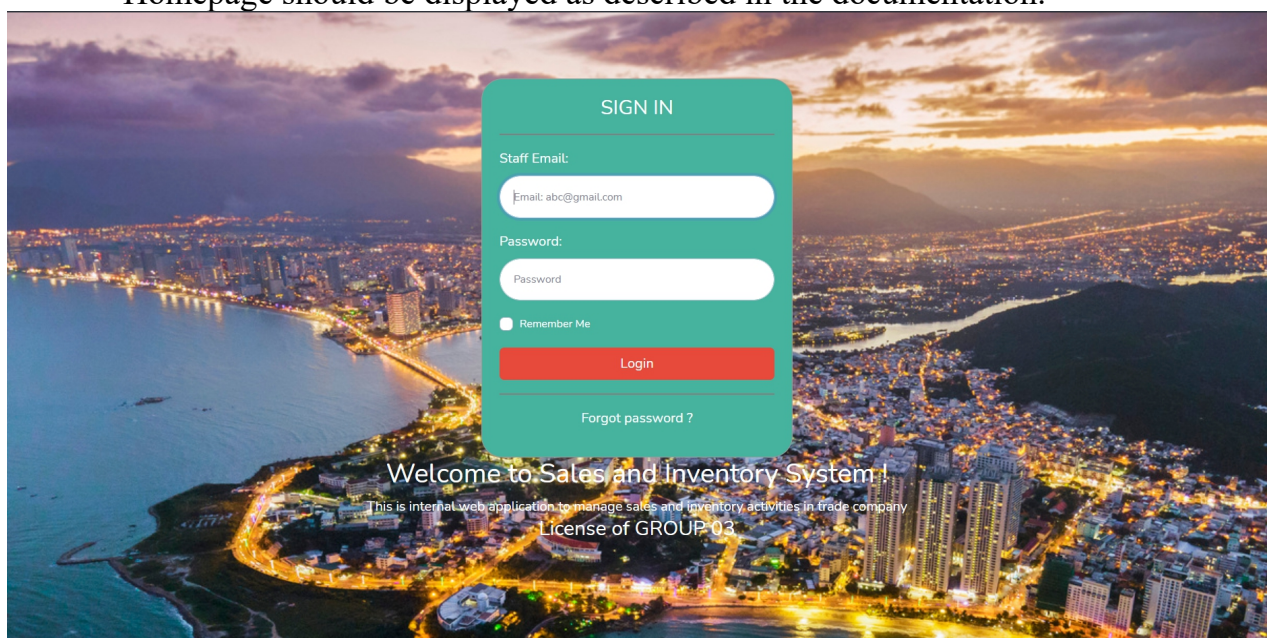 Homepage should be displayed as described in the documentation.
SIGN IN
Staff Email:
Email: abc@gmail.com
Password:
Password
Remember Me
Login
Forgot password ?
Welcome to Sales and Inventory System !
This is internal web application to manage sales and inventory activities in trade company
License of GROUP 03